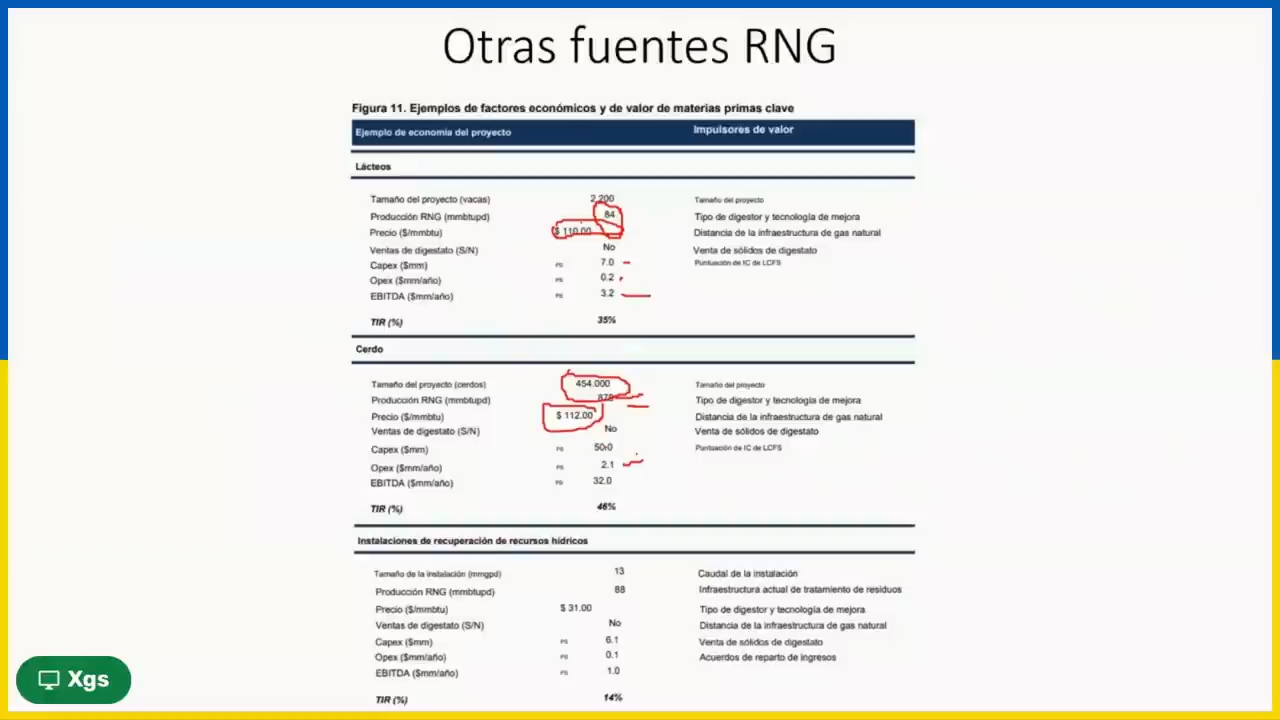 Otras fuentes RNG
Figura 11. Ejemplos de factores económicos y de valor de materias primas clave
Ejemplo de economía del proyecto Impulsores de valor
Lácteos
Tamaño del proyecto (vacas) 2,200 Tamaño del proyecto
Producción RNG (mmbtupd) 84 Tipo de digestor y tecnología de mejora
Precio ($/mmbtu) $ 110.00 Distancia de la infraestructura de gas natural
Ventas de digestato (S/N) No Venta de sólidos de digestato
Capex ($mm) PS 7.0 Puntuación de IC de LCFS
Opex ($mm/año) PS 0.2
EBITDA ($mm/año) PS 3.2
TIR (%) 35%
Cerdo
Tamaño del proyecto (cerdos) 454.000 Tamaño del proyecto
Producción RNG (mmbtupd) Tipo de digestor y tecnología de mejora
Precio ($/mmbtu) $ 112.00 Distancia de la infraestructura de gas natural
Ventas de digestato (S/N) No Venta de sólidos de digestato
Capex ($mm) PS 50.0 Puntuación de IC de LCFS
Opex ($mm/año) PS 2.1
EBITDA ($mm/año) PS 32.0
TIR (%) 46%
Instalaciones de recuperación de recursos hídricos
Tamaño de la instalación (mmgpd) 13 Caudal de la instalación
Producción RNG (mmbtupd) 88 Infraestructura actual de tratamiento de residuos
Precio ($/mmbtu) $ 31.00 Tipo de digestor y tecnología de mejora
Ventas de digestato (S/N) No Distancia de la infraestructura de gas natural
Capex ($mm) PS 6.1 Venta de sólidos de digestato
Opex ($mm/año) PS 0.1 Acuerdos de reparto de ingresos
EBITDA ($mm/año) PS 1.0
TIR (%) 14%
Xgs